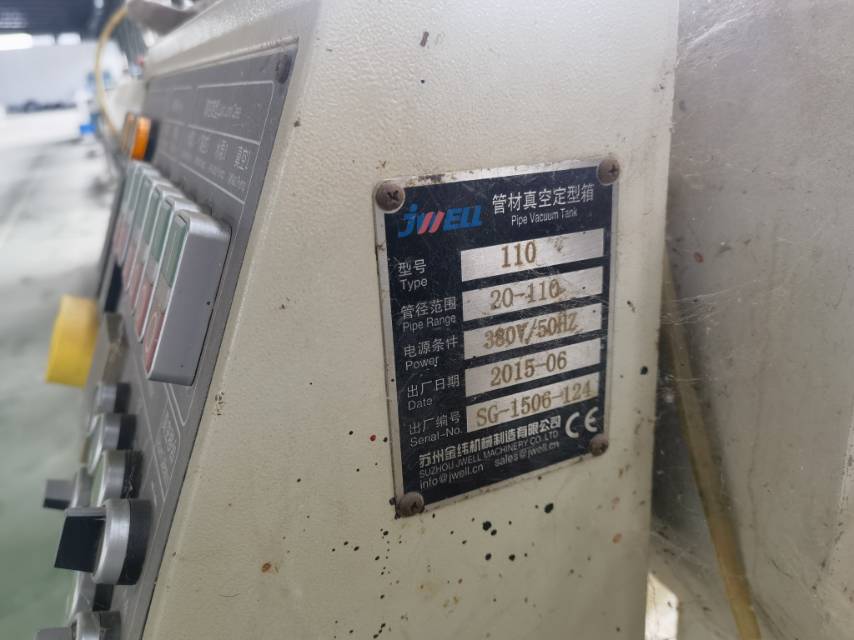 JWELL 管材真空定型箱
Pipe Vacuum Tank
型号 110
Type
管径范围 20-110
Pipe Range
电源条件 380V/50HZ
Power
出厂日期 2015-06
Date
出厂编号 SG-1506-124
Serial-No.
苏州金纬机械制造有限公司 CE
SUZHOU JWELL MACHINERY CO.,LTD
info@jwell.cn sales@jwell.cn